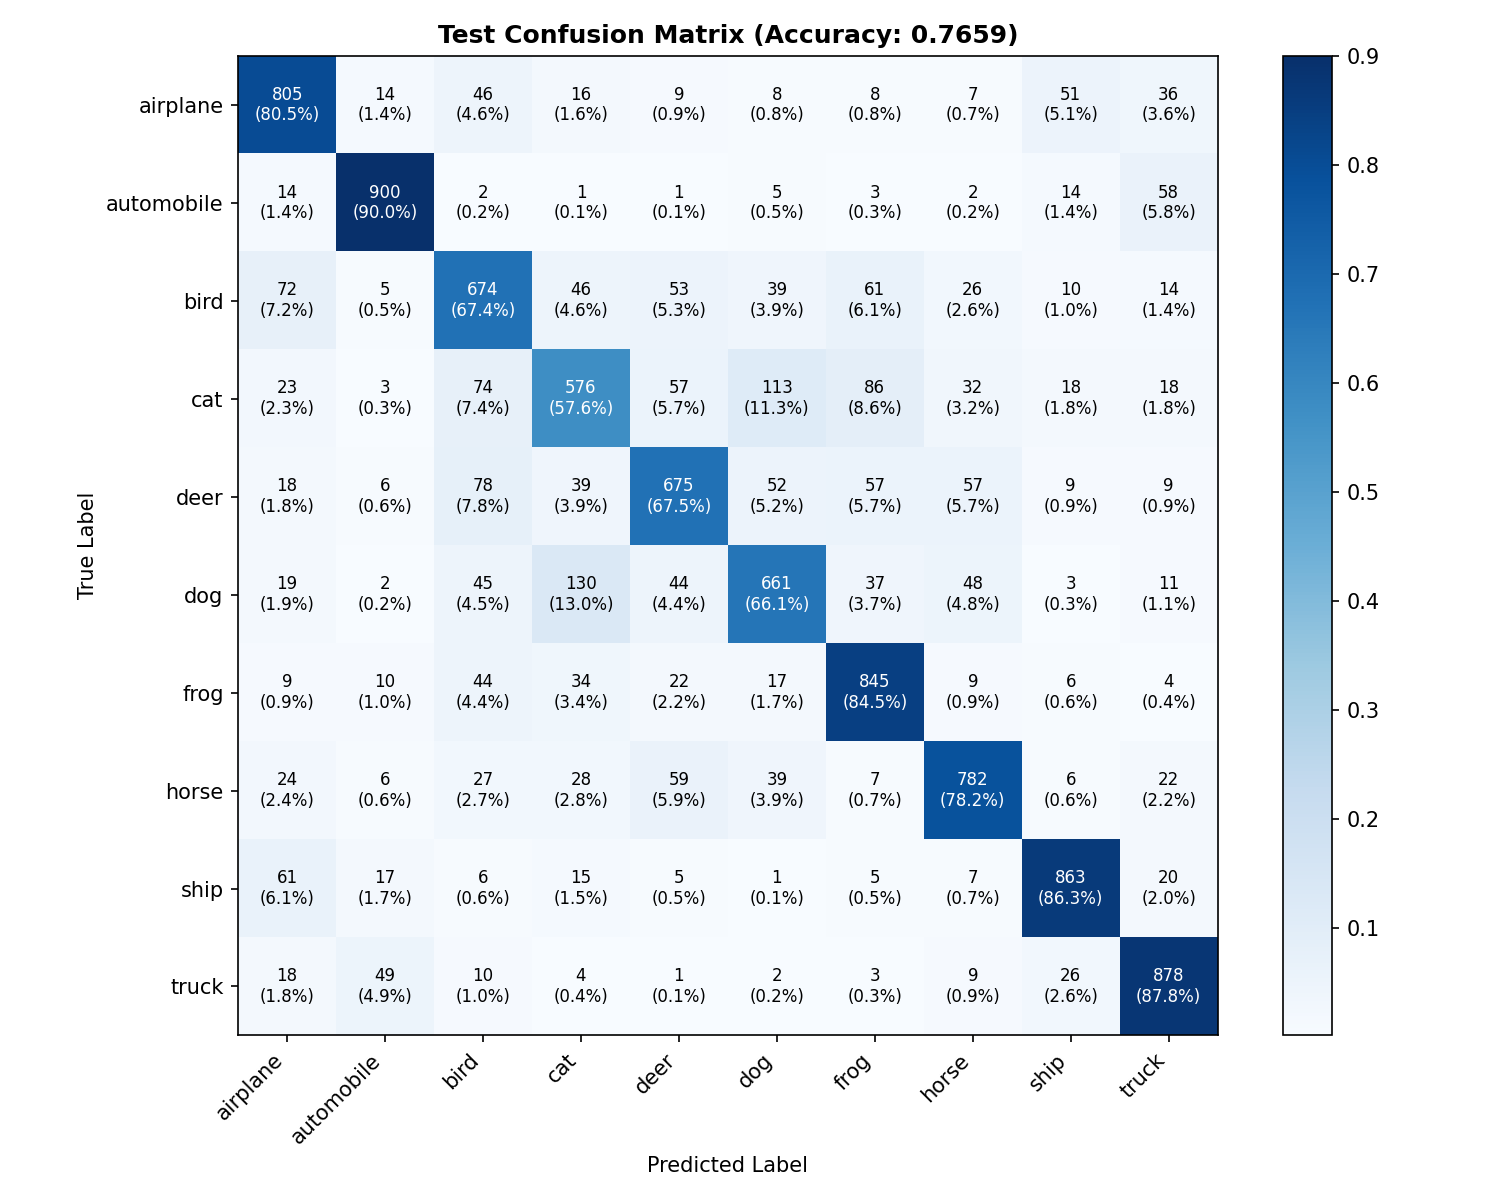 Test Confusion Matrix (Accuracy: 0.7659)
airplane
805 14 46 16 9 8 8 7 51 36
(80.5%) (1.4%) (4.6%) (1.6%) (0.9%) (0.8%) (0.8%) (0.7%) (5.1%) (3.6%)
automobile
14 900 2 1 1 5 3 2 14 58
(1.4%) (90.0%) (0.2%) (0.1%) (0.1%) (0.5%) (0.3%) (0.2%) (1.4%) (5.8%)
bird
72 5 674 46 53 39 61 26 10 14
(7.2%) (0.5%) (67.4%) (4.6%) (5.3%) (3.9%) (6.1%) (2.6%) (1.0%) (1.4%)
cat
23 3 74 576 57 113 86 32 18 18
(2.3%) (0.3%) (7.4%) (57.6%) (5.7%) (11.3%) (8.6%) (3.2%) (1.8%) (1.8%)
deer
18 6 78 39 675 52 57 57 9 9
(1.8%) (0.6%) (7.8%) (3.9%) (67.5%) (5.2%) (5.7%) (5.7%) (0.9%) (0.9%)
dog
19 2 45 130 44 661 37 48 3 11
(1.9%) (0.2%) (4.5%) (13.0%) (4.4%) (66.1%) (3.7%) (4.8%) (0.3%) (1.1%)
frog
9 10 44 34 22 17 845 9 6 4
(0.9%) (1.0%) (4.4%) (3.4%) (2.2%) (1.7%) (84.5%) (0.9%) (0.6%) (0.4%)
horse
24 6 27 28 59 39 7 782 6 22
(2.4%) (0.6%) (2.7%) (2.8%) (5.9%) (3.9%) (0.7%) (78.2%) (0.6%) (2.2%)
ship
61 17 6 15 5 1 5 7 863 20
(6.1%) (1.7%) (0.6%) (1.5%) (0.5%) (0.1%) (0.5%) (0.7%) (86.3%) (2.0%)
truck
18 49 10 4 1 2 3 9 26 878
(1.8%) (4.9%) (1.0%) (0.4%) (0.1%) (0.2%) (0.3%) (0.9%) (2.6%) (87.8%)
True Label
airplane automobile bird cat deer dog frog horse ship truck
Predicted Label
0.9
0.8
0.7
0.6
0.5
0.4
0.3
0.2
0.1